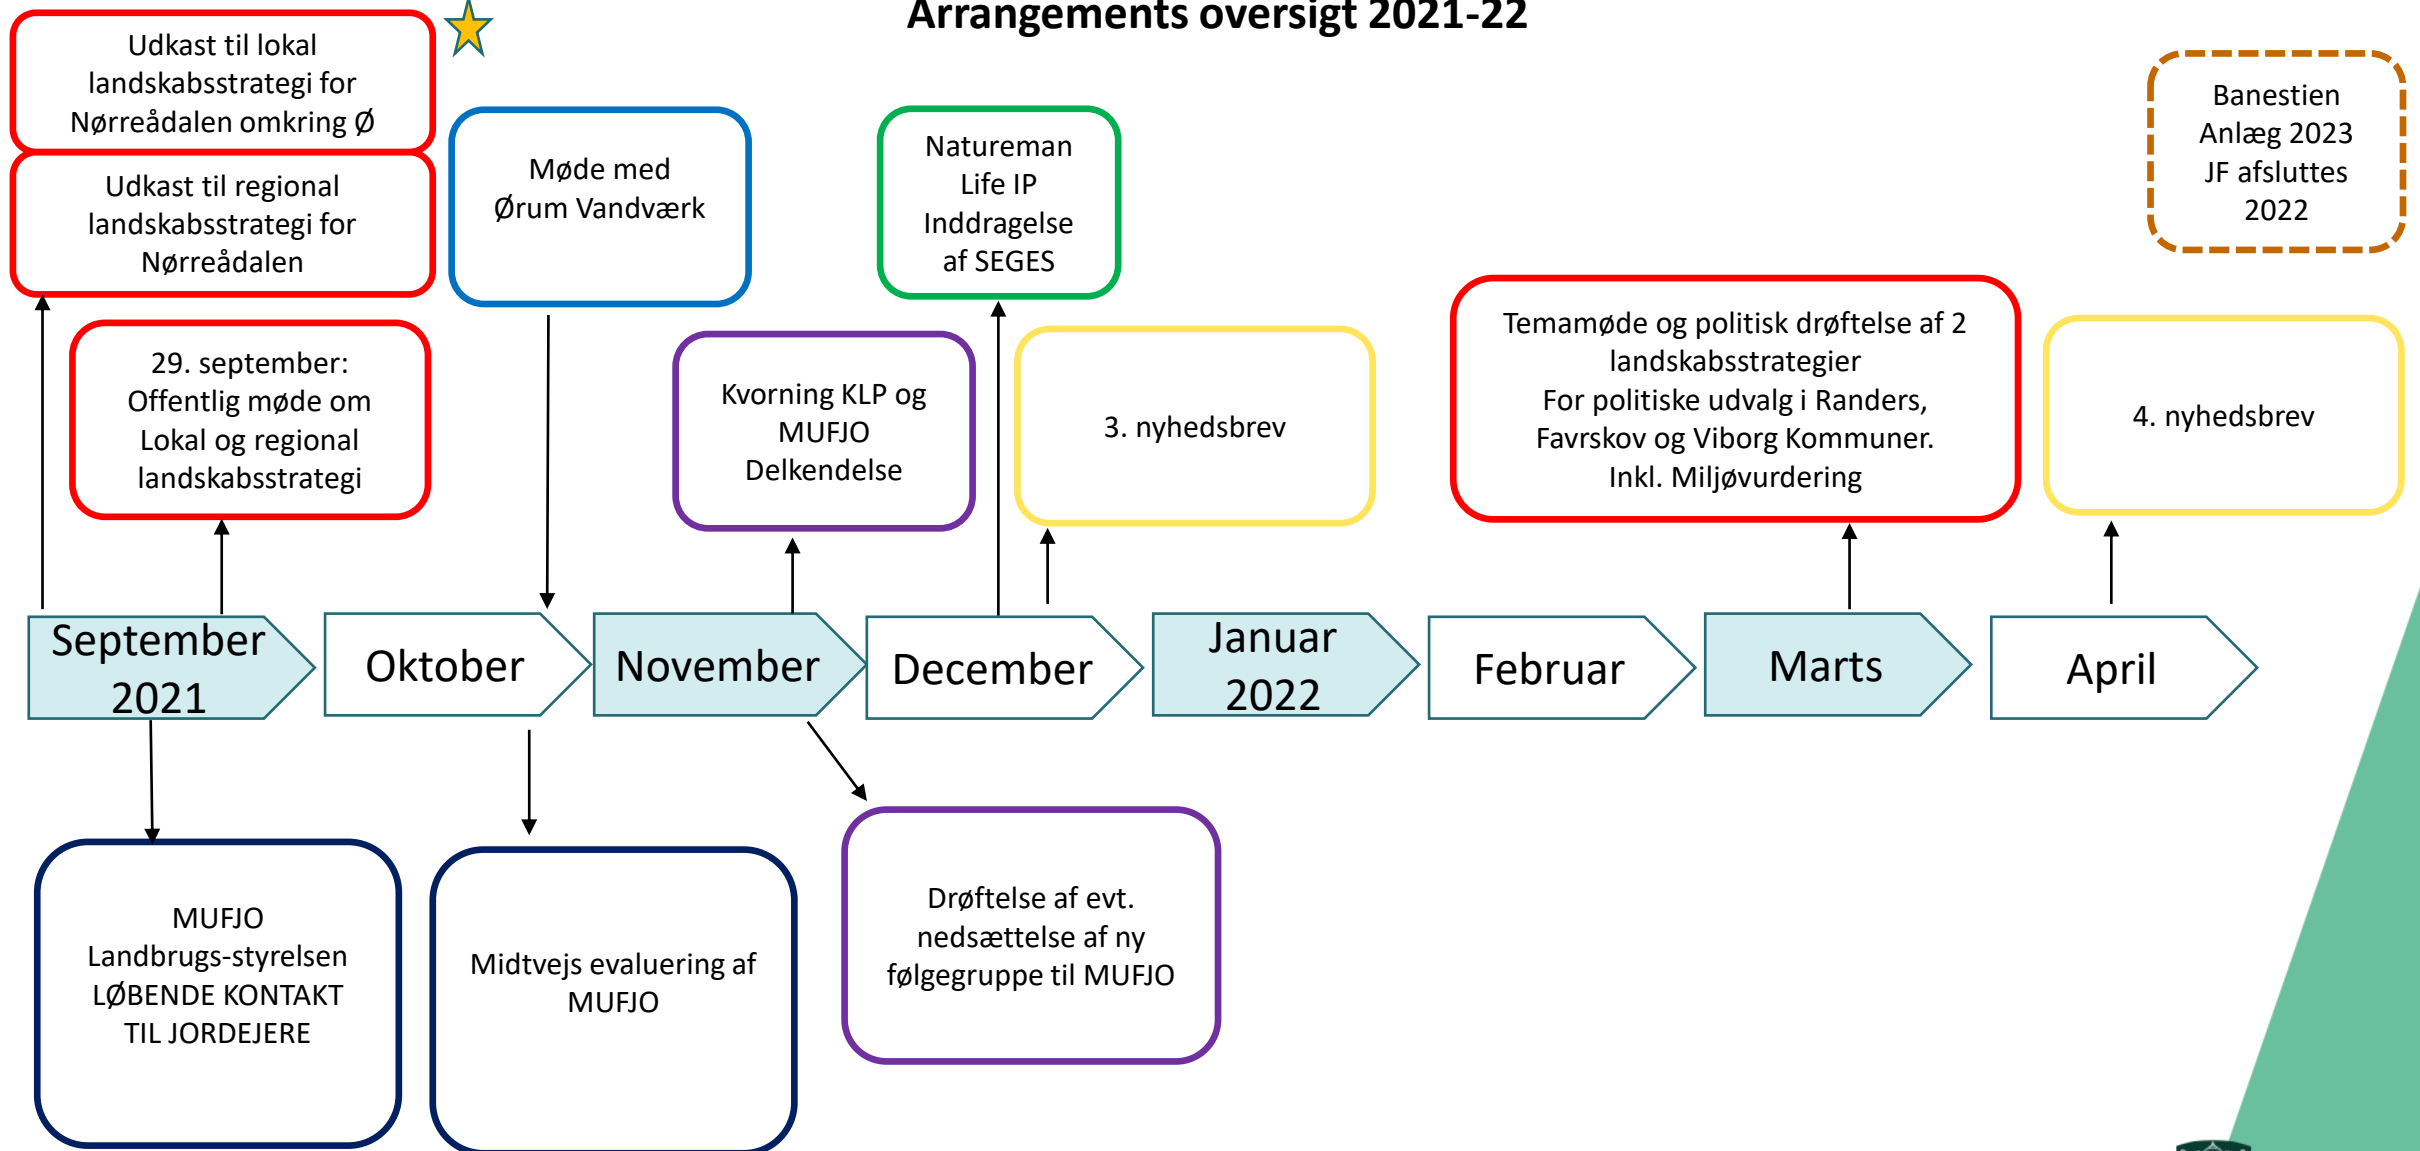 Arrangements oversigt 2021-22
Udkast til lokal
landskabsstrategi for
Nørreådalen omkring Ø
Udkast til regional
landskabsstrategi for
Nørreådalen
29. september:
Offentlig møde om
Lokal og regional
landskabsstrategi
Møde med
Ørum Vandværk
Kvorning KLP og
MUFJO
Delkendelse
Natureman
Life IP
Inddragelse
af SEGES
3. nyhedsbrev
Temamøde og politisk drøftelse af 2
landskabsstrategier
For politiske udvalg i Randers,
Favrskov og Viborg Kommuner.
Inkl. Miljøvurdering
Banestien
Anlæg 2023
JF afsluttes
2022
4. nyhedsbrev
September
2021
Oktober
November
December
Januar
2022
Februar
Marts
April
MUFJO
Landbrugs-styrelsen
LØBENDE KONTAKT
TIL JORDEJERE
Midtvejs evaluering af
MUFJO
Drøftelse af evt.
nedsættelse af ny
følgegruppe til MUFJO